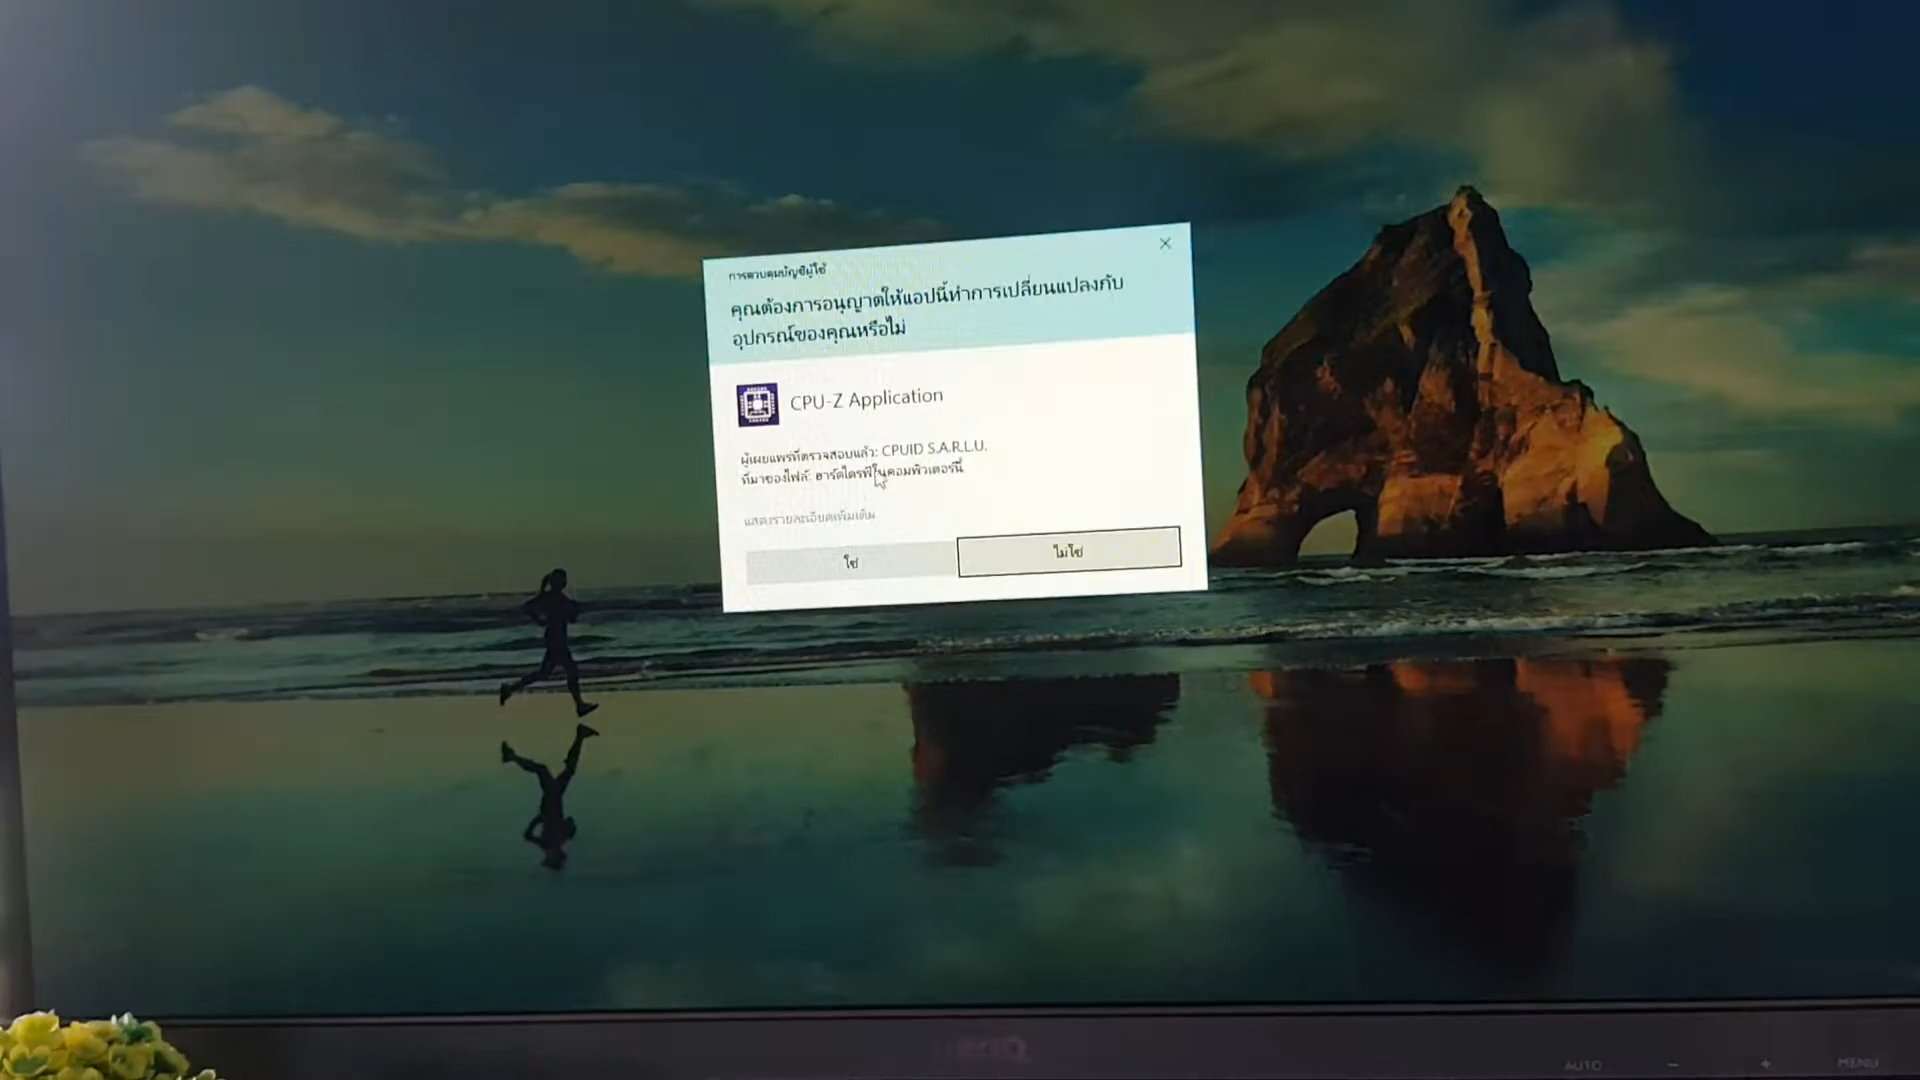 การควบคุมบัญชีผู้ใช้
คุณต้องการอนุญาตให้แอปนี้ทำการเปลี่ยนแปลงกับ
อุปกรณ์ของคุณหรือไม่
CPU-Z Application
ผู้เผยแพร่ที่ตรวจสอบแล้ว: CPUID S.A.R.L.U.
ที่มาของไฟล์: ฮาร์ดไดรฟ์ในคอมพิวเตอร์นี้
แสดงรายละเอียดเพิ่มเติม
ใช่
ไม่ใช่
BenQ
AUTO
-
+
MENU